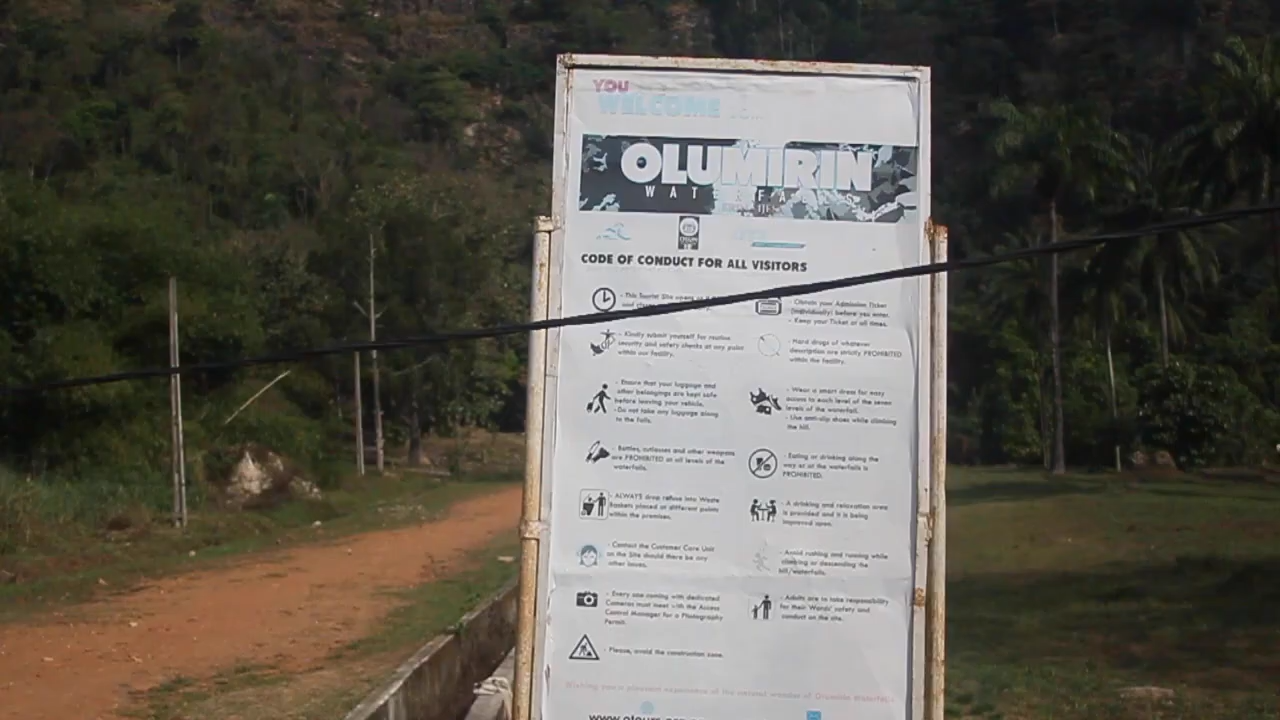 YOU
WELCOME
OLUMIRIN
WATERFALLS
CODE OF CONDUCT FOR ALL VISITORS
- This Tourist Site opens
and
- Obtain your Admission Ticket
(individually) before you enter.
- Keep your Ticket at all times.
- Kindly submit yourself for routine
security and safety checks at any point
within our facility.
- Hard drugs of whatever
description are strictly PROHIBITED
within the facility.
- Ensure that your luggage and
other belongings are kept safe
before leaving your vehicle.
- Do not take any luggage along
to the falls.
- Wear a smart dress for easy
access to each level of the seven
levels of the waterfall.
- Use anti-slip shoes while climbing
the hill.
- Bottles, cutlasses and other weapons
are PROHIBITED at all levels of the
waterfalls.
- Eating or drinking along the
way or at the waterfalls is
PROHIBITED.
- ALWAYS drop refuse into Waste
Baskets placed at different points
within the premises.
- A drinking and relaxation area
is provided and it is being
improved upon.
- Contact the Customer Care Unit
on the Site should there be any
other issues.
- Avoid rushing and running while
climbing or descending the
hill/waterfalls.
- Every one coming with dedicated
Cameras must meet with the Access
Control Manager for a Photography
Permit.
- Adults are to take responsibility
for their Wards' safety and
conduct on the site.
- Please, avoid the construction zone.
pleasant experience of the natural wonder of Olumirin Waterfalls